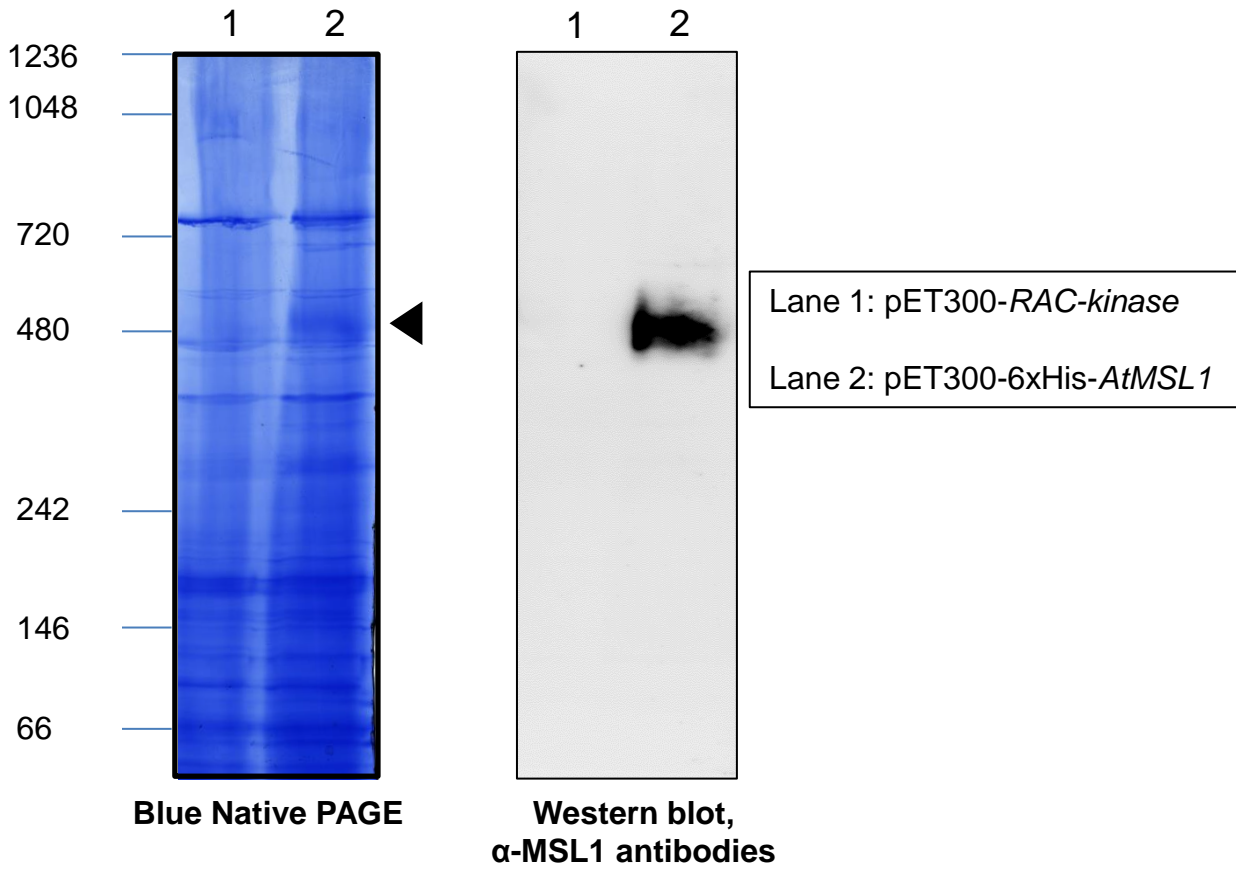 1 2
1236
1048
720
480
242
146
66
Blue Native PAGE
1 2
Western blot,
α-MSL1 antibodies
Lane 1: pET300-RAC-kinase
Lane 2: pET300-6xHis-AtMSL1